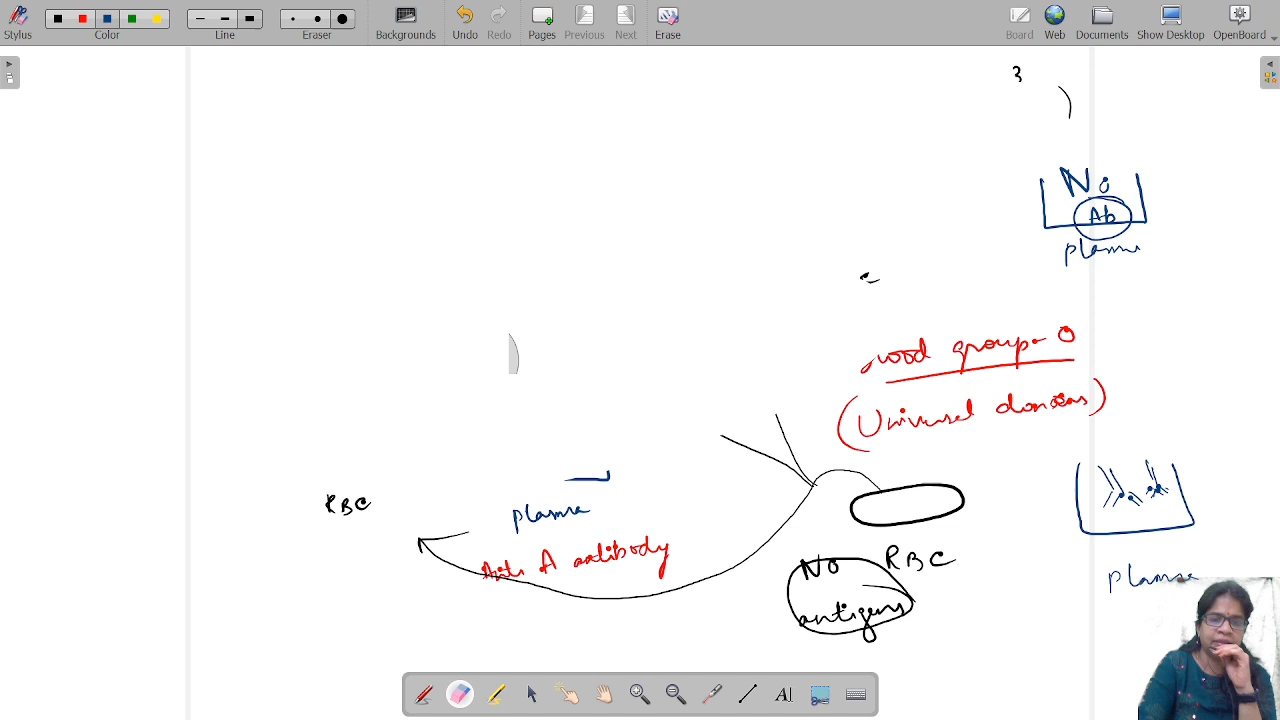 Stylus
Color
Line
Eraser
Backgrounds
Undo
Redo
Pages
Previous
Next
Erase
Board
Web
Documents
Show Desktop
OpenBoard
3
No
Ab
plasma
group - O
(Universal donors)
RBC
plasma
Anti A antibody
No
RBC
antigens
plasma